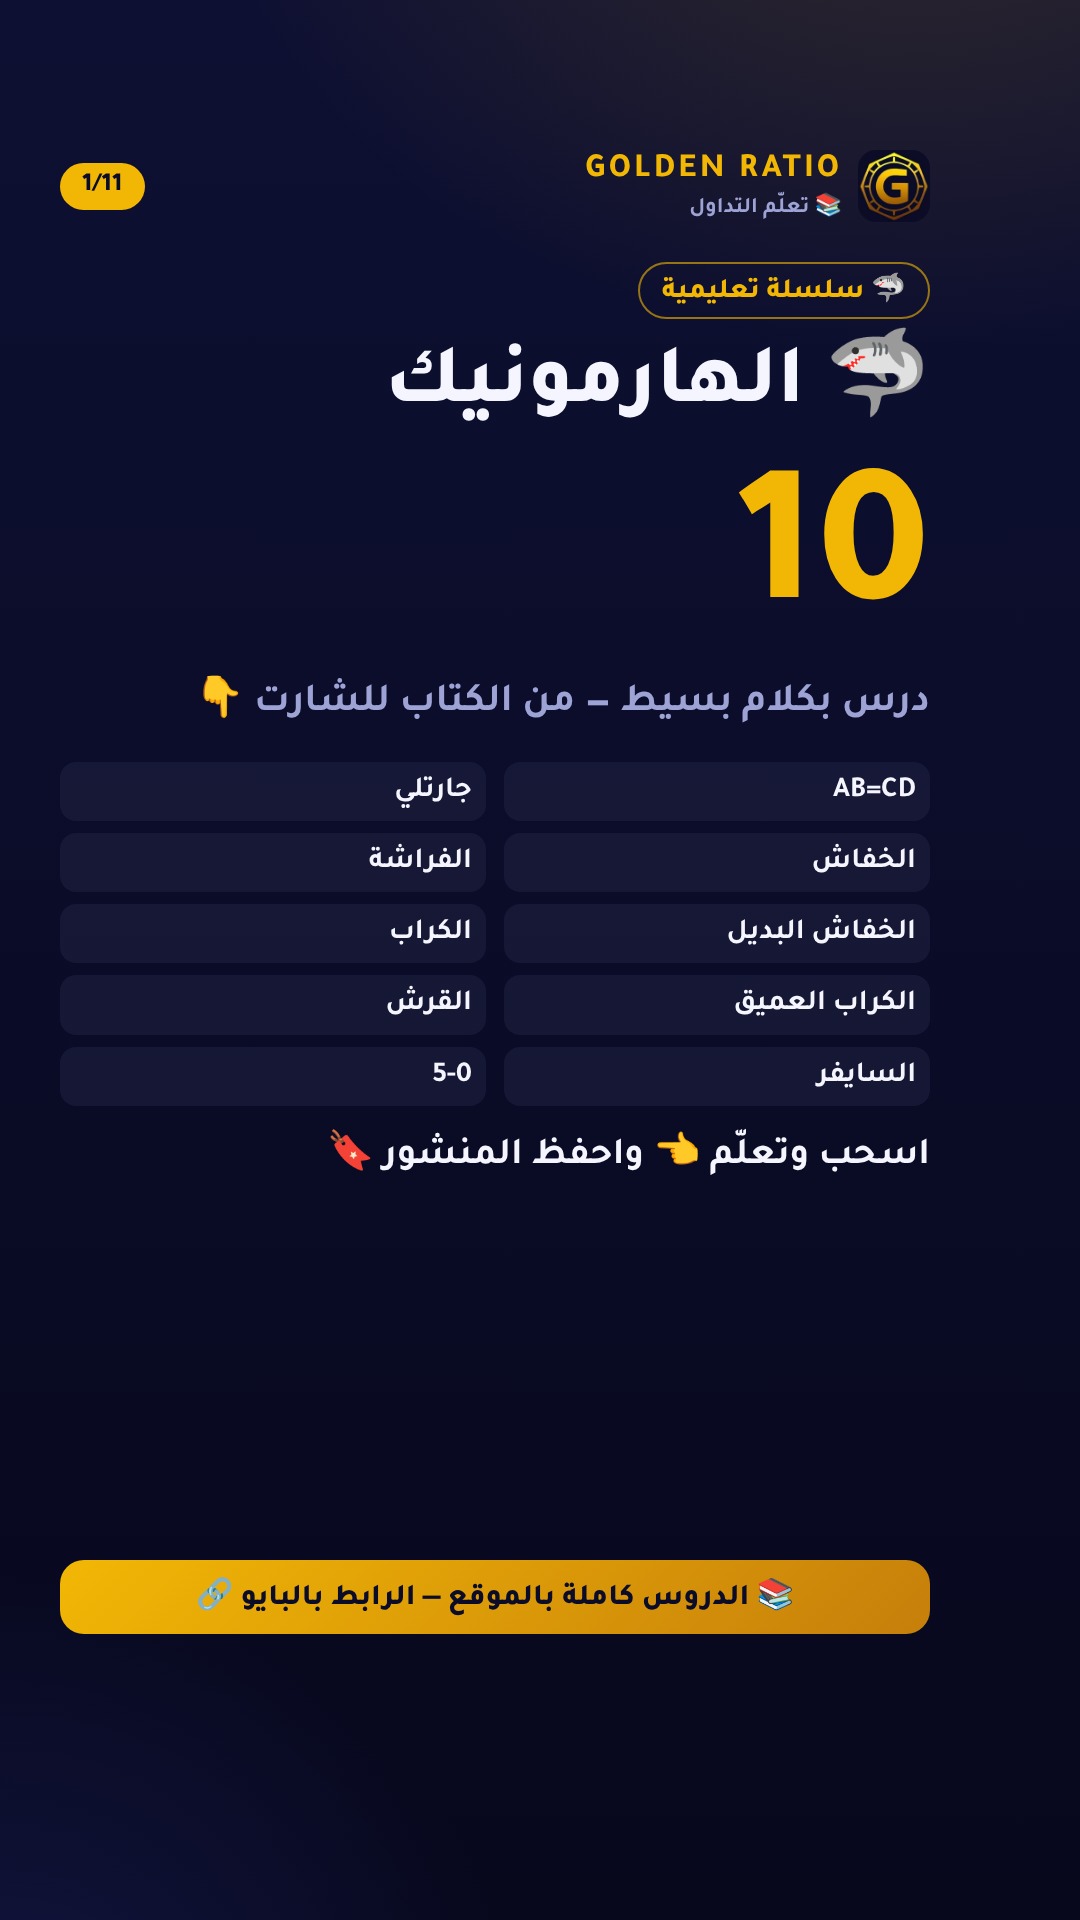 GOLDEN RATIO
📚 تعلّم التداول
1/11
🦈 سلسلة تعليمية
🦈 الهارمونيك
10
درس بكلام بسيط – من الكتاب للشارت 👇
AB=CD
جارتلي
الخفاش
الفراشة
الخفاش البديل
الكراب
الكراب العميق
القرش
السايفر
5-0
اسحب وتعلّم 👈 واحفظ المنشور 🔖
📚 الدروس كاملة بالموقع – الرابط بالبايو 🔗